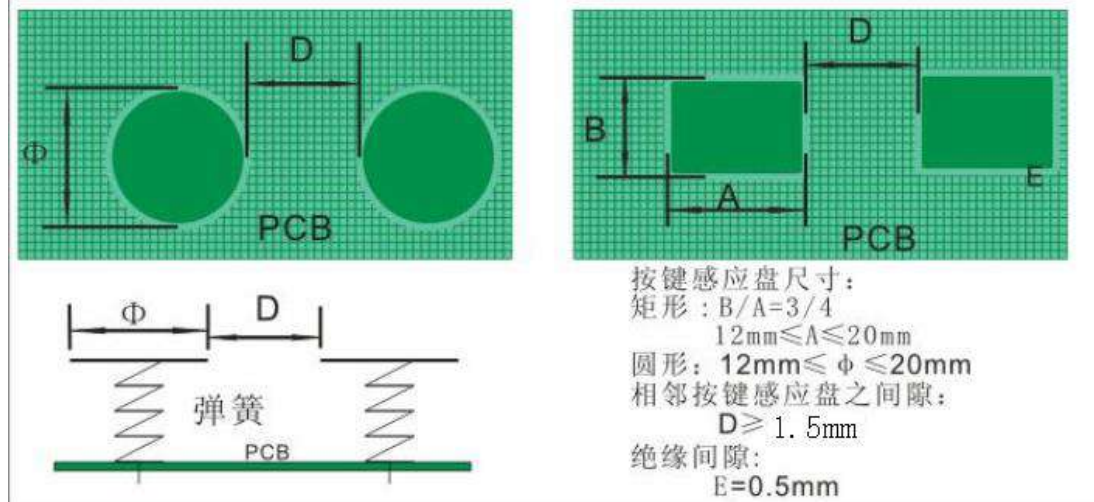 D
Φ
PCB
D
B
A
E
PCB
Φ
D
弹簧
PCB
按键感应盘尺寸：
矩形：B/A=3/4
12mm≤A≤20mm
圆形：12mm≤φ≤20mm
相邻按键感应盘之间隙：
D≥1.5mm
绝缘间隙:
E=0.5mm